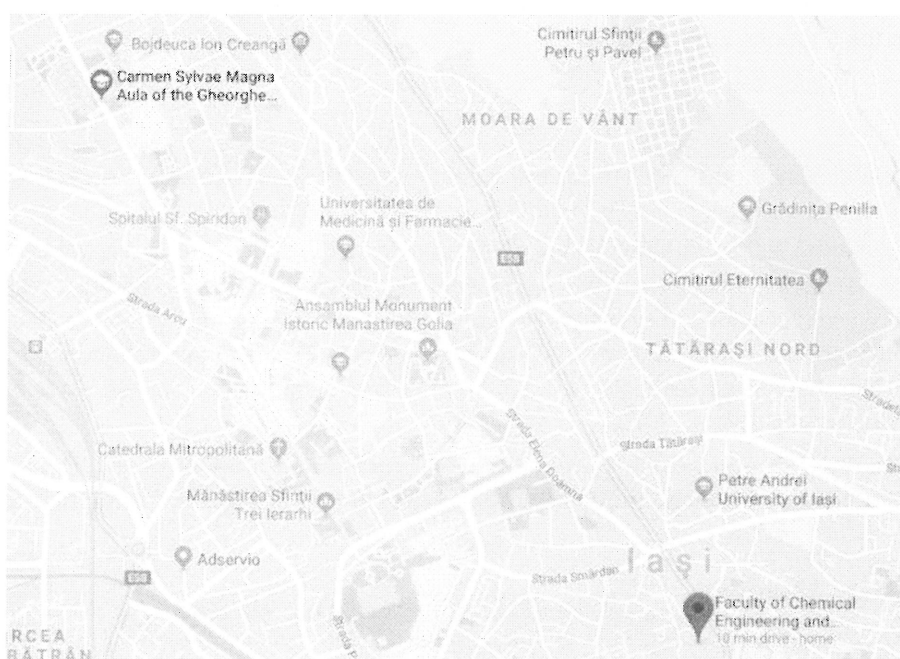 Bojdeuca Ion Creangă
Carmen Sylvae Magna
Aula of the Gheorghe...
Cimitirul Sfinții
Petru și Pavel
MOARA DE VÂNT
Universitatea de
Medicină și Farmacie...
Spitalul Sf. Spiridon
Grădinița Penilla
E58
Cimitirul Eternitatea
Strada Arcu
Ansamblul Monument
Istoric Manastirea Golia
TĂTĂRAȘI NORD
Strada Elena Doamna
Strada Tătărași
Catedrala Mitropolitană
Petre Andrei
University of Iași
Mănăstirea Sfinții
Trei Ierarhi
Adservio
Iași
E58
Strada Smârdan
Faculty of Chemical
Engineering and...
10 min drive - home
RCEA
BĂTRÂN